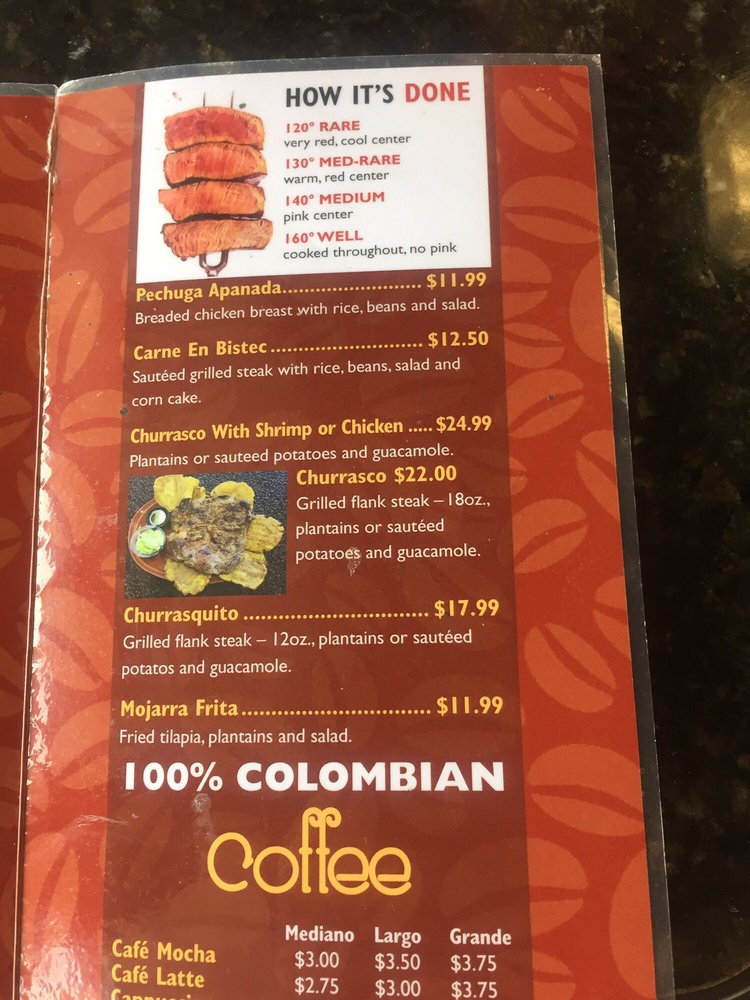 HOW IT'S DONE
120° RARE
very red, cool center
130° MED-RARE
warm, red center
140° MEDIUM
pink center
160° WELL
cooked throughout, no pink
Pechuga Apanada.......................... $11.99
Breaded chicken breast with rice, beans and salad.
Carne En Bistec ............................. $12.50
Sautéed grilled steak with rice, beans, salad and
corn cake.
Churrasco With Shrimp or Chicken ..... $24.99
Plantains or sauteed potatoes and guacamole.
Churrasco $22.00
Grilled flank steak – 18oz.,
plantains or sautéed
potatoes and guacamole.
Churrasquito ................................... $17.99
Grilled flank steak – 12oz., plantains or sautéed
potatos and guacamole.
Mojarra Frita ................................... $11.99
Fried tilapia, plantains and salad.
100% COLOMBIAN
Coffee
Mediano Largo Grande
Café Mocha $3.00 $3.50 $3.75
Café Latte $2.75 $3.00 $3.75